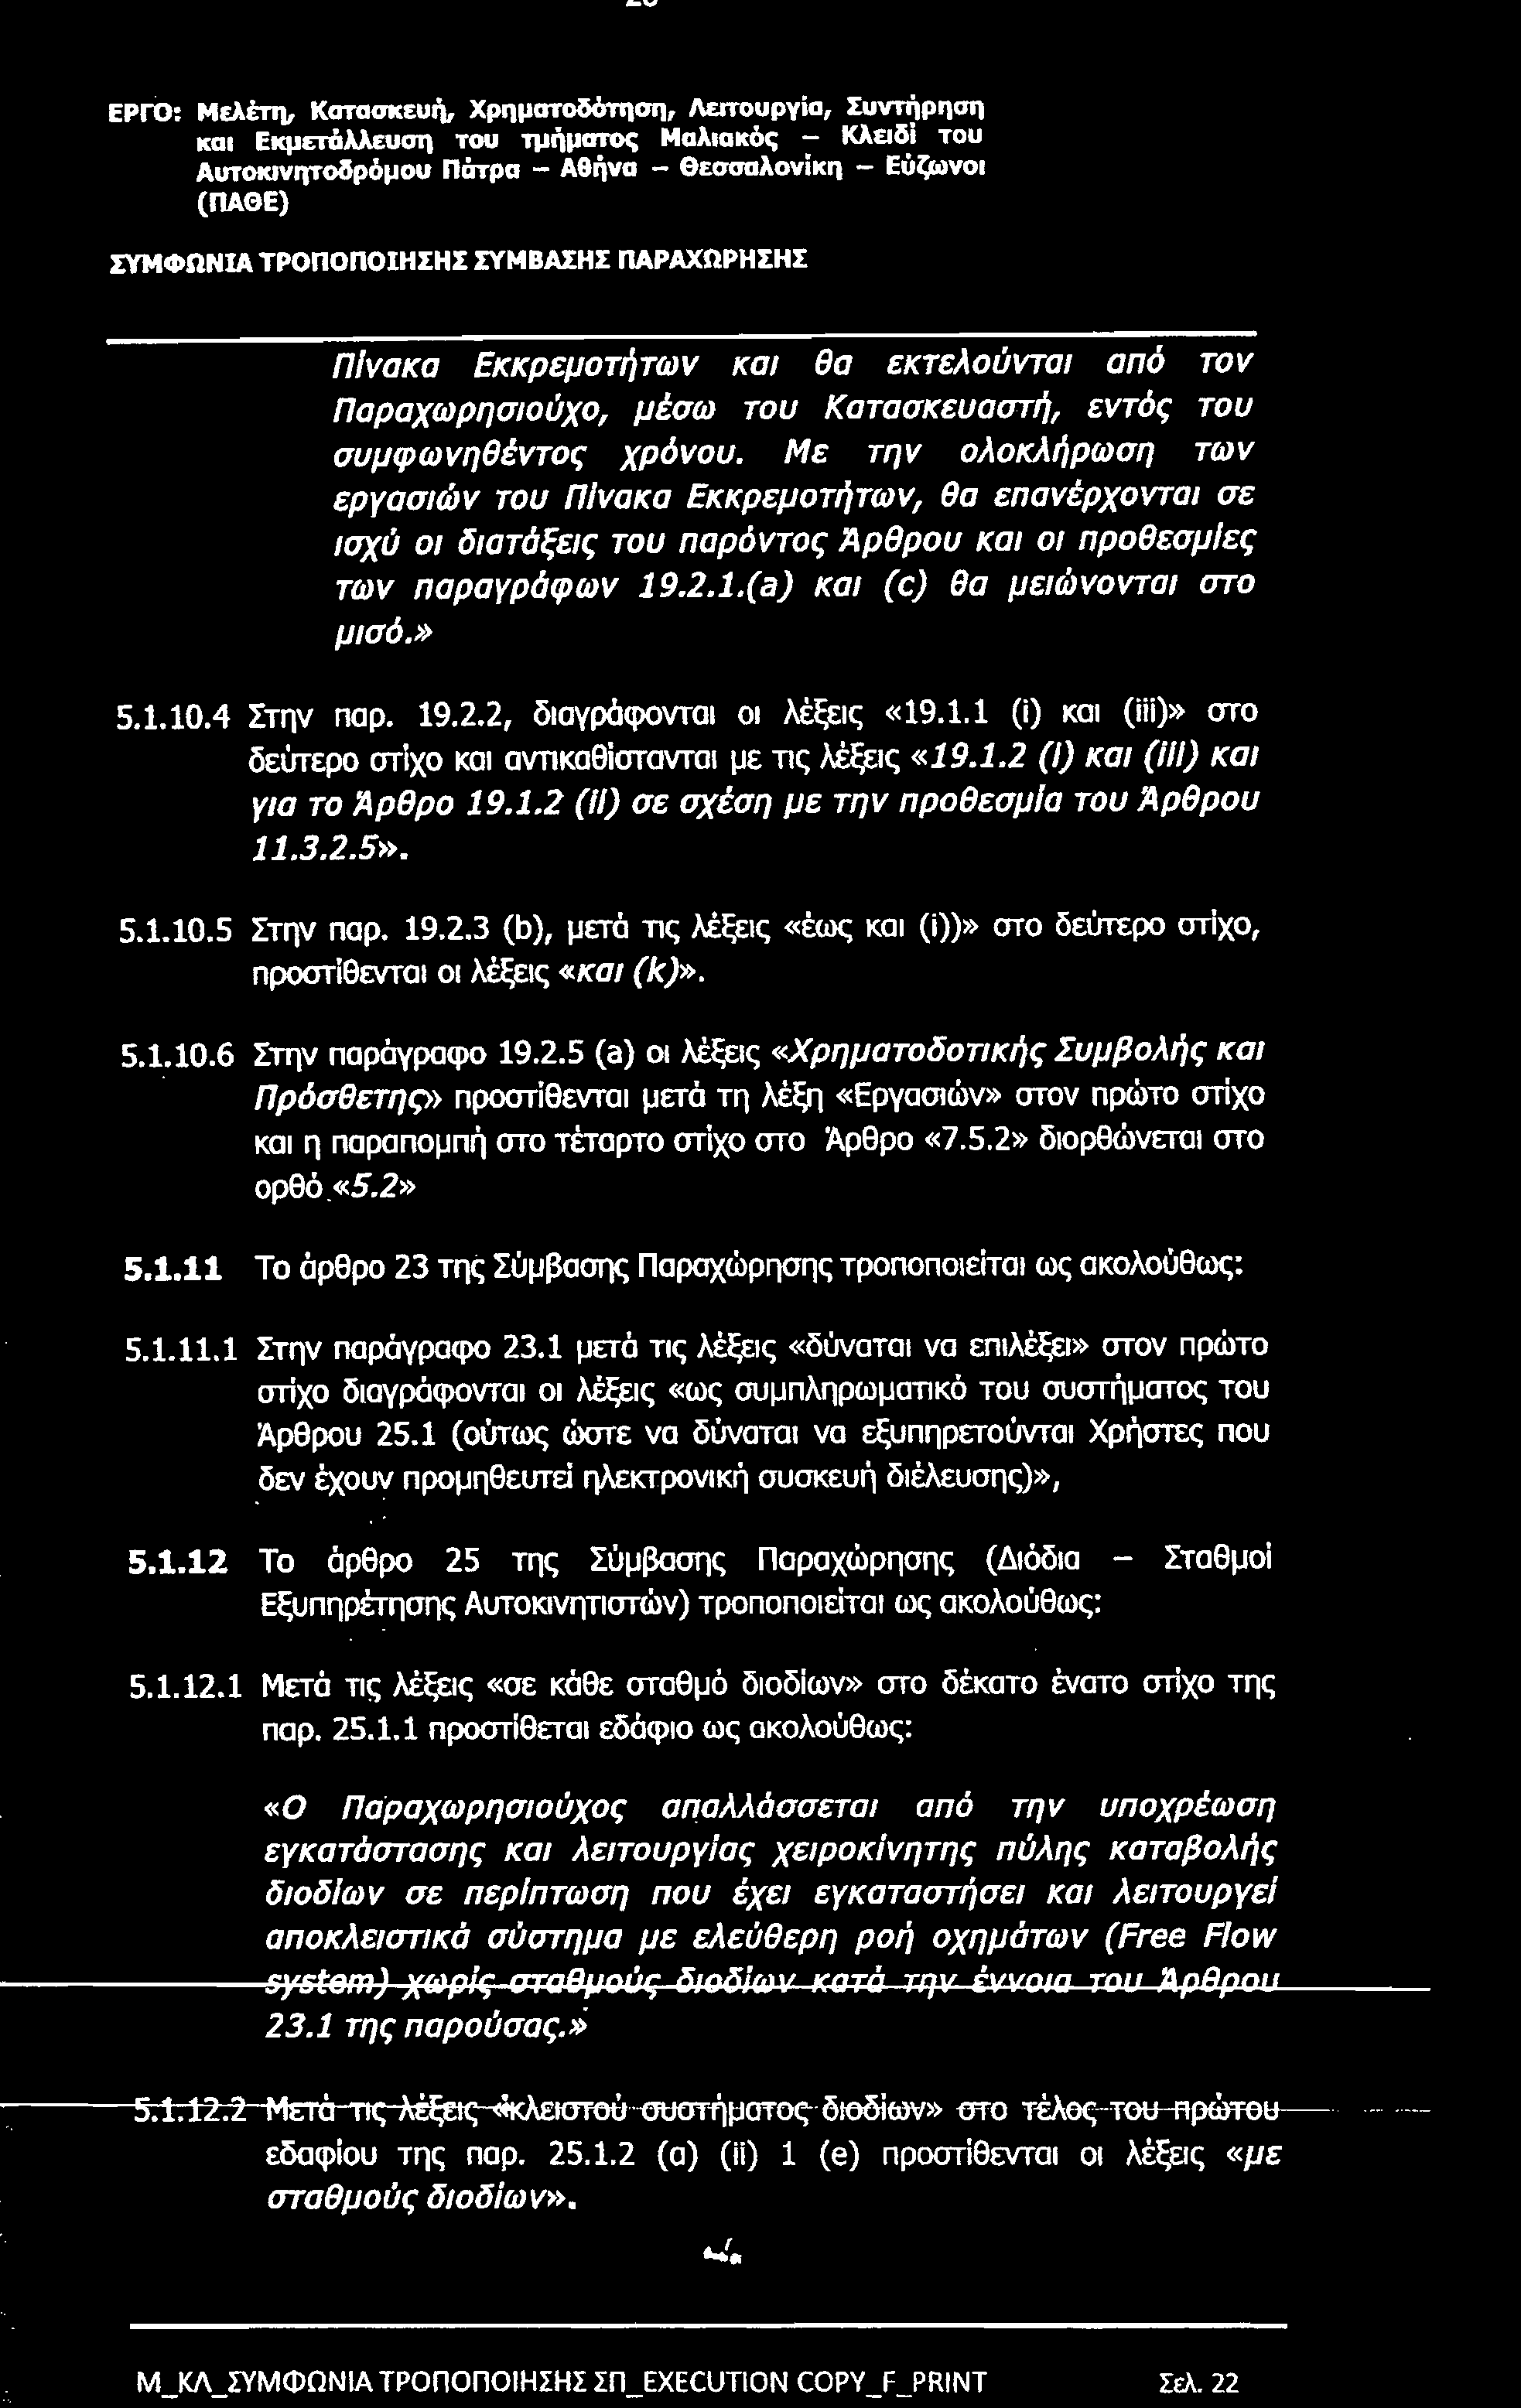 ΕΡΓΟ: Μελέτη, Κατασκευή, Χρηματοδότηση, Λειτουργία, Συντήρηση
και Εκμετάλλευση του τμήματος Μαλιακός – Κλειδί του
Αυτοκινητοδρόμου Πάτρα – Αθήνα – Θεσσαλονίκη – Εύζωνοι
(ΠΑΘΕ)
ΣΥΜΦΩΝΙΑ ΤΡΟΠΟΠΟΙΗΣΗΣ ΣΥΜΒΑΣΗΣ ΠΑΡΑΧΩΡΗΣΗΣ
Πίνακα Εκκρεμοτήτων και θα εκτελούνται από τον
Παραχωρησιούχο, μέσω του Κατασκευαστή, εντός του
συμφωνηθέντος χρόνου. Με την ολοκλήρωση των
εργασιών του Πίνακα Εκκρεμοτήτων, θα επανέρχονται σε
ισχύ οι διατάξεις του παρόντος Άρθρου και οι προθεσμίες
των παραγράφων 19.2.1.(a) και (c) θα μειώνονται στο
μισό.»
5.1.10.4 Στην παρ. 19.2.2, διαγράφονται οι λέξεις «19.1.1 (i) και (iii)» στο
δεύτερο στίχο και αντικαθίστανται με τις λέξεις «19.1.2 (i) και (iii) και
για το Άρθρο 19.1.2 (ii) σε σχέση με την προθεσμία του Άρθρου
11.3.2.5».
5.1.10.5 Στην παρ. 19.2.3 (b), μετά τις λέξεις «έως και (i))» στο δεύτερο στίχο,
προστίθενται οι λέξεις «και (k)».
5.1.10.6 Στην παράγραφο 19.2.5 (a) οι λέξεις «Χρηματοδοτικής Συμβολής και
Πρόσθετης» προστίθενται μετά τη λέξη «Εργασιών» στον πρώτο στίχο
και η παραπομπή στο τέταρτο στίχο στο Άρθρο «7.5.2» διορθώνεται στο
ορθό «5.2»
5.1.11 Το άρθρο 23 της Σύμβασης Παραχώρησης τροποποιείται ως ακολούθως:
5.1.11.1 Στην παράγραφο 23.1 μετά τις λέξεις «δύναται να επιλέξει» στον πρώτο
στίχο διαγράφονται οι λέξεις «ως συμπληρωματικό του συστήματος του
Άρθρου 25.1 (ούτως ώστε να δύναται να εξυπηρετούνται Χρήστες που
δεν έχουν προμηθευτεί ηλεκτρονική συσκευή διέλευσης)»,
5.1.12 Το άρθρο 25 της Σύμβασης Παραχώρησης (Διόδια – Σταθμοί
Εξυπηρέτησης Αυτοκινητιστών) τροποποιείται ως ακολούθως:
5.1.12.1 Μετά τις λέξεις «σε κάθε σταθμό διοδίων» στο δέκατο ένατο στίχο της
παρ. 25.1.1 προστίθεται εδάφιο ως ακολούθως:
«Ο Παραχωρησιούχος απαλλάσσεται από την υποχρέωση
εγκατάστασης και λειτουργίας χειροκίνητης πύλης καταβολής
διοδίων σε περίπτωση που έχει εγκαταστήσει και λειτουργεί
αποκλειστικά σύστημα με ελεύθερη ροή οχημάτων (Free Flow
system) χωρίς σταθμούς διοδίων κατά την έννοια του Άρθρου
23.1 της παρούσας.»
5.1.12.2 Μετά τις λέξεις «κλειστού συστήματος διοδίων» στο τέλος του πρώτου
εδαφίου της παρ. 25.1.2 (α) (ii) 1 (e) προστίθενται οι λέξεις «με
σταθμούς διοδίων».
Μ_ΚΛ_ΣΥΜΦΩΝΙΑ ΤΡΟΠΟΠΟΙΗΣΗΣ ΣΠ_EXECUTION COPY_F_PRINT Σελ. 22